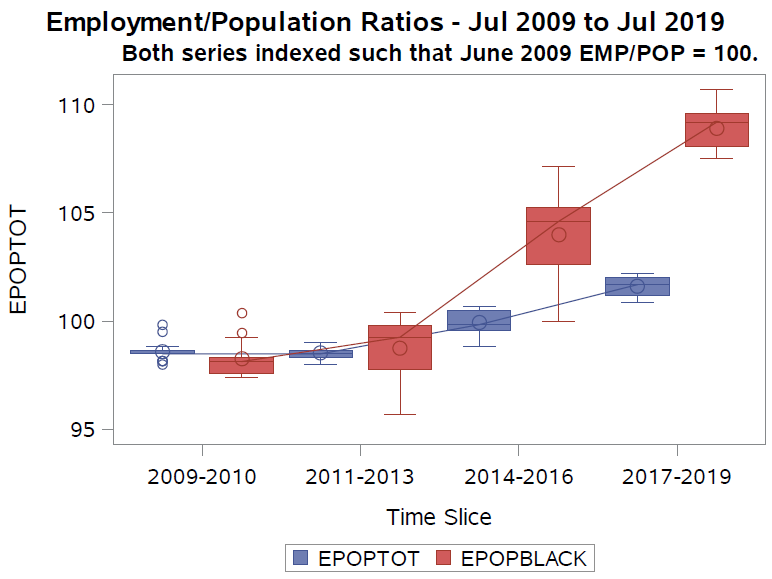 Employment/Population Ratios - Jul 2009 to Jul 2019
Both series indexed such that June 2009 EMP/POP = 100.
110
105
100
95
EPOPTOT
2009-2010 2011-2013 2014-2016 2017-2019
Time Slice
EPOPTOT EPOPBLACK